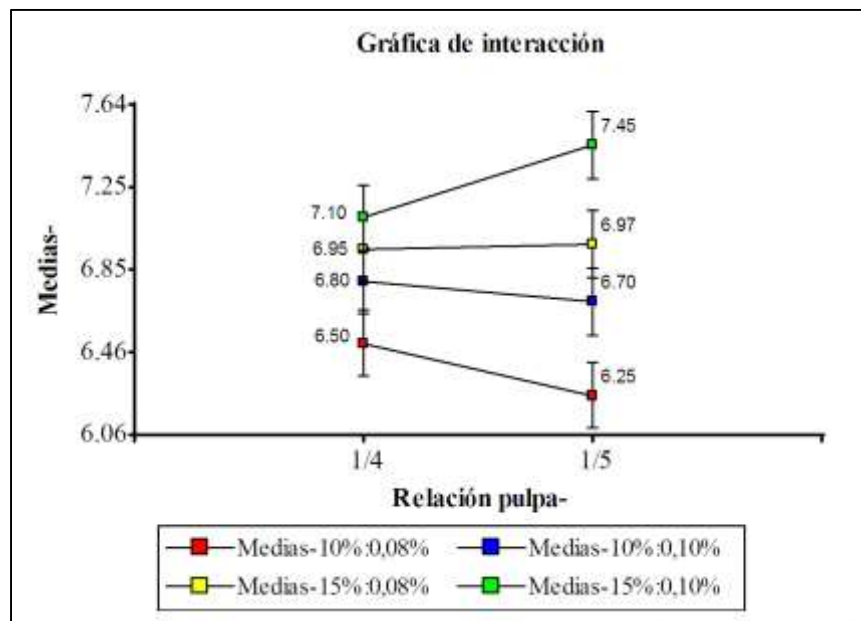 Gráfica de interacción
7.64
7.45
7.25
7.10
6.97
6.95
Medias-
6.85
6.80
6.70
6.50
6.46
6.25
6.06
1/4 1/5
Relación pulpa-
Medias-10%:0,08% Medias-10%:0,10%
Medias-15%:0,08% Medias-15%:0,10%